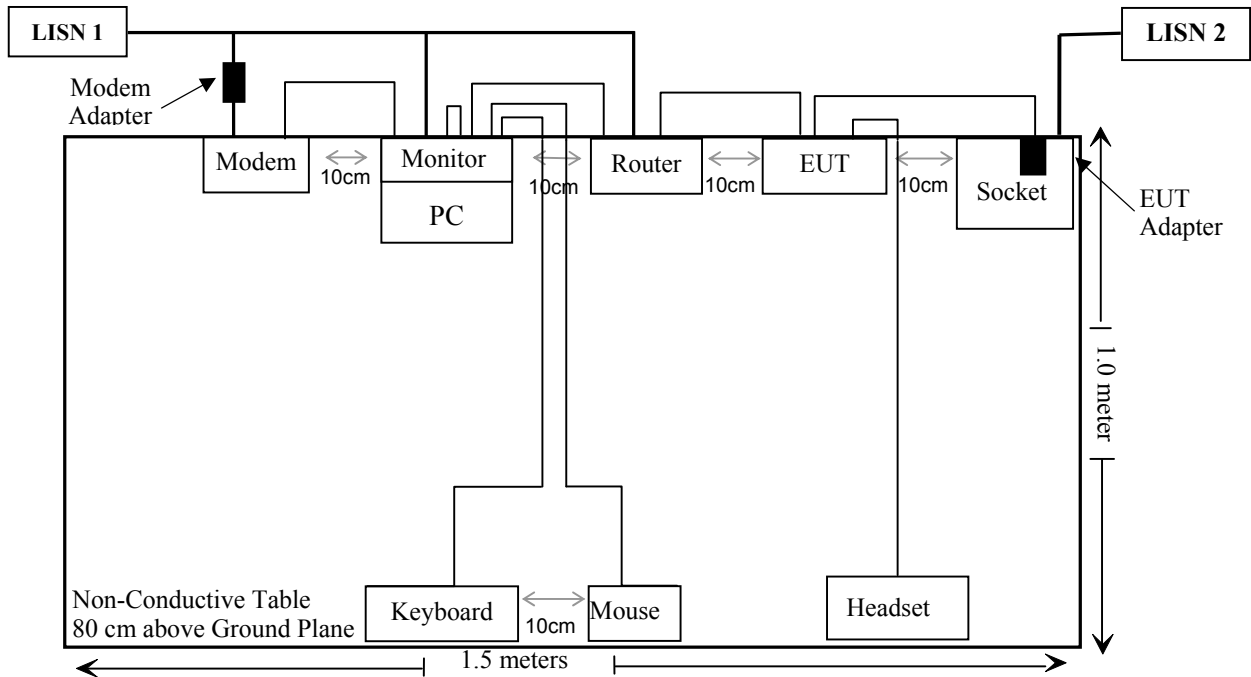 LISN 1
LISN 2
Modem
Adapter
Modem
10cm
Monitor
PC
10cm
Router
10cm
EUT
10cm
Socket
EUT
Adapter
1.0 meter
Non-Conductive Table
80 cm above Ground Plane
Keyboard
10cm
Mouse
Headset
1.5 meters